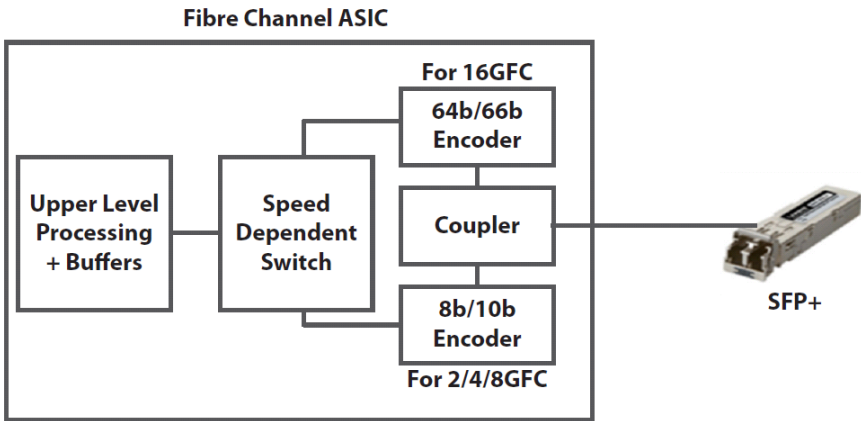 Fibre Channel ASIC
For 16GFC
64b/66b
Encoder
Upper Level
Processing
+ Buffers
Speed
Dependent
Switch
Coupler
8b/10b
Encoder
For 2/4/8GFC
SFP+